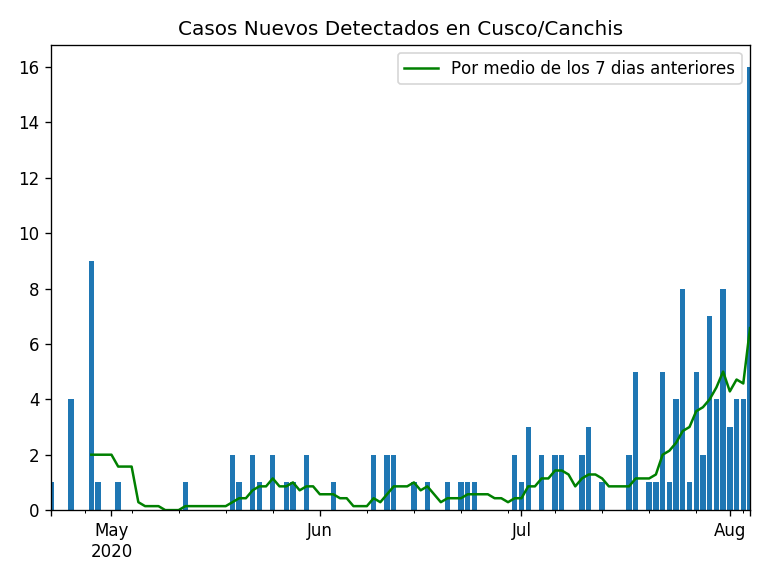 Casos Nuevos Detectados en Cusco/Canchis
Por medio de los 7 dias anteriores
16
14
12
10
8
6
4
2
0
May
2020
Jun
Jul
Aug